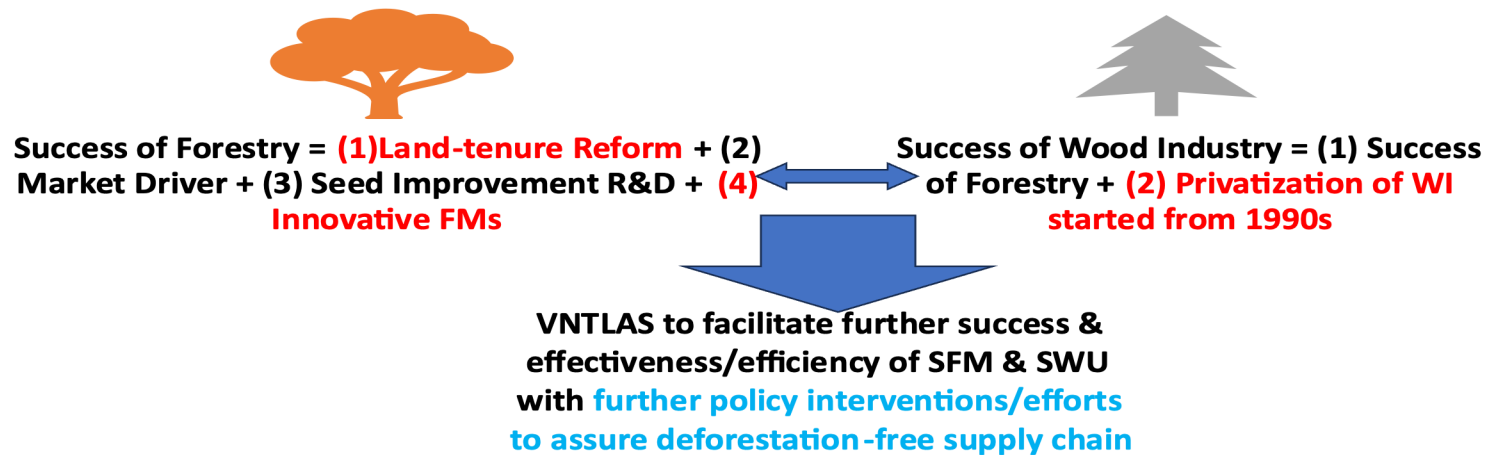 Success of Forestry = (1)Land-tenure Reform + (2)
Market Driver + (3) Seed Improvement R&D + (4)
Innovative FMs
Success of Wood Industry = (1) Success
of Forestry + (2) Privatization of WI
started from 1990s
VNTLAS to facilitate further success &
effectiveness/efficiency of SFM & SWU
with further policy interventions/efforts
to assure deforestation-free supply chain